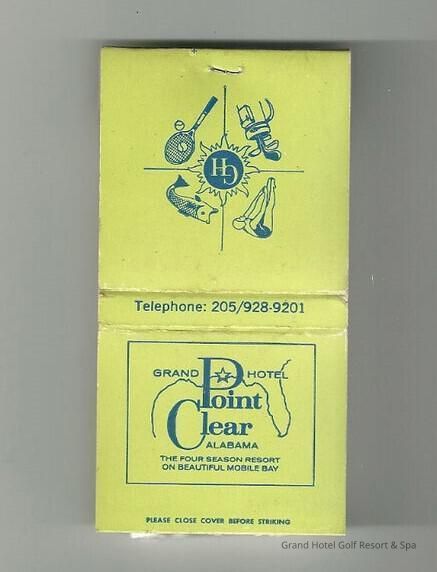 GH
Telephone: 205/928-9201
GRAND HOTEL
Point
Clear
ALABAMA
THE FOUR SEASON RESORT
ON BEAUTIFUL MOBILE BAY
PLEASE CLOSE COVER BEFORE STRIKING
Grand Hotel Golf Resort & Spa